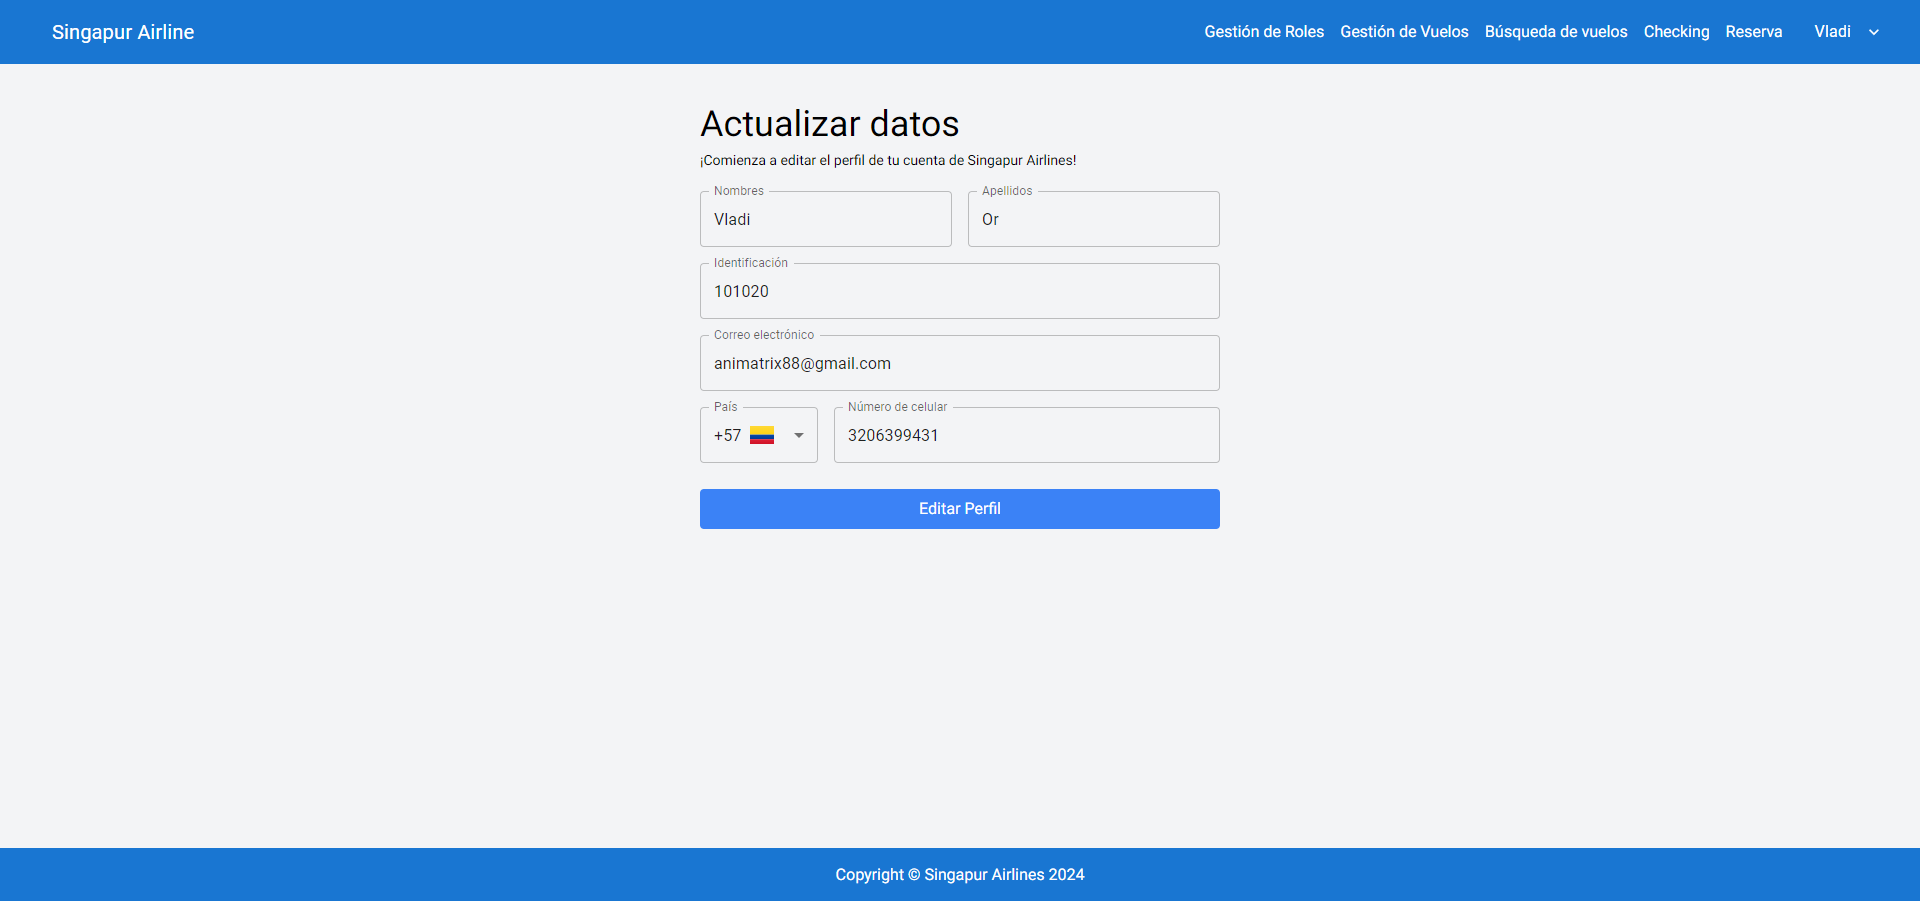 Singapur Airline
Gestión de Roles Gestión de Vuelos Búsqueda de vuelos Checking Reserva Vladi
Actualizar datos
¡Comienza a editar el perfil de tu cuenta de Singapur Airlines!
Nombres
Vladi
Apellidos
Or
Identificación
101020
Correo electrónico
animatrix88@gmail.com
País
+57
Número de celular
3206399431
Editar Perfil
Copyright © Singapur Airlines 2024